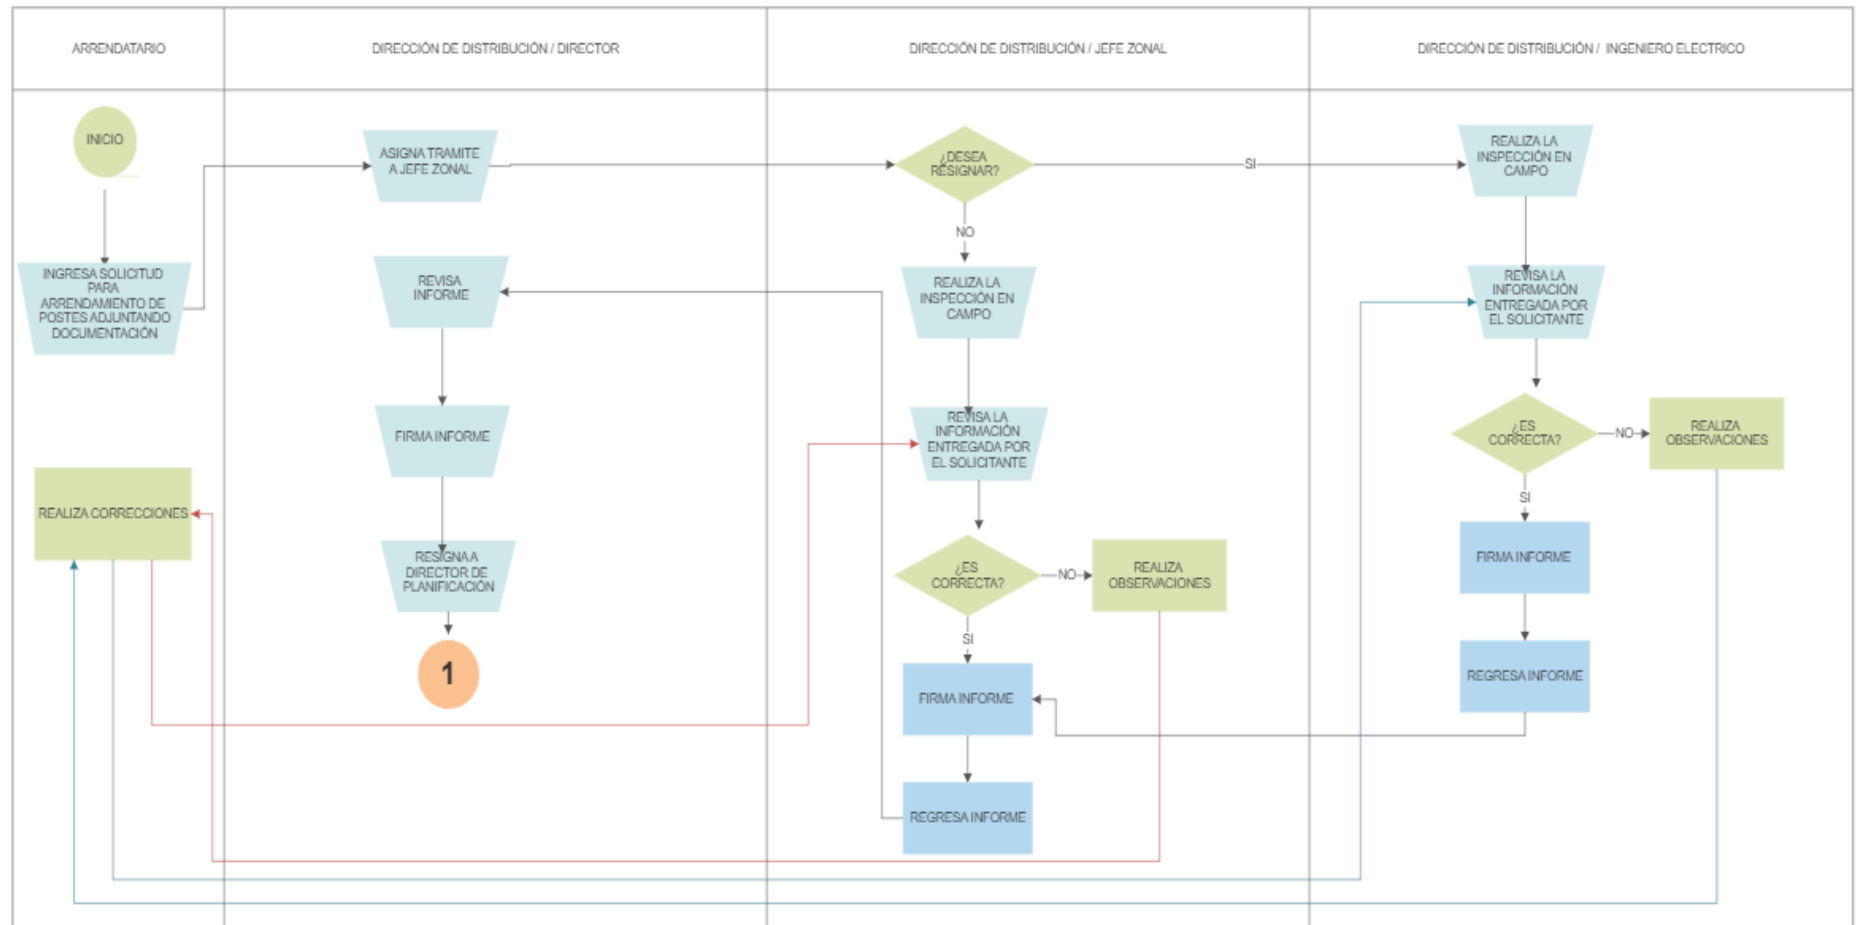 ARRENDATARIO
DIRECCIÓN DE DISTRIBUCIÓN / DIRECTOR
DIRECCIÓN DE DISTRIBUCIÓN / JEFE ZONAL
DIRECCIÓN DE DISTRIBUCIÓN / INGENIERO ELECTRICO
INICIO
INGRESA SOLICITUD
PARA
ARRENDAMIENTO DE
POSTES ADJUNTANDO
DOCUMENTACIÓN
REALIZA CORRECCIONES
ASIGNA TRAMITE
A JEFE ZONAL
REVISA
INFORME
FIRMA INFORME
RESIGNA A
DIRECTOR DE
PLANIFICACIÓN
1
¿DESEA
RESIGNAR?
SI
NO
REALIZA LA
INSPECCIÓN EN
CAMPO
REVISA LA
INFORMACIÓN
ENTREGADA POR
EL SOLICITANTE
¿ES
CORRECTA?
NO
REALIZA
OBSERVACIONES
SI
FIRMA INFORME
REGRESA INFORME
REALIZA LA
INSPECCIÓN EN
CAMPO
REVISA LA
INFORMACIÓN
ENTREGADA POR
EL SOLICITANTE
¿ES
CORRECTA?
NO
REALIZA
OBSERVACIONES
SI
FIRMA INFORME
REGRESA INFORME